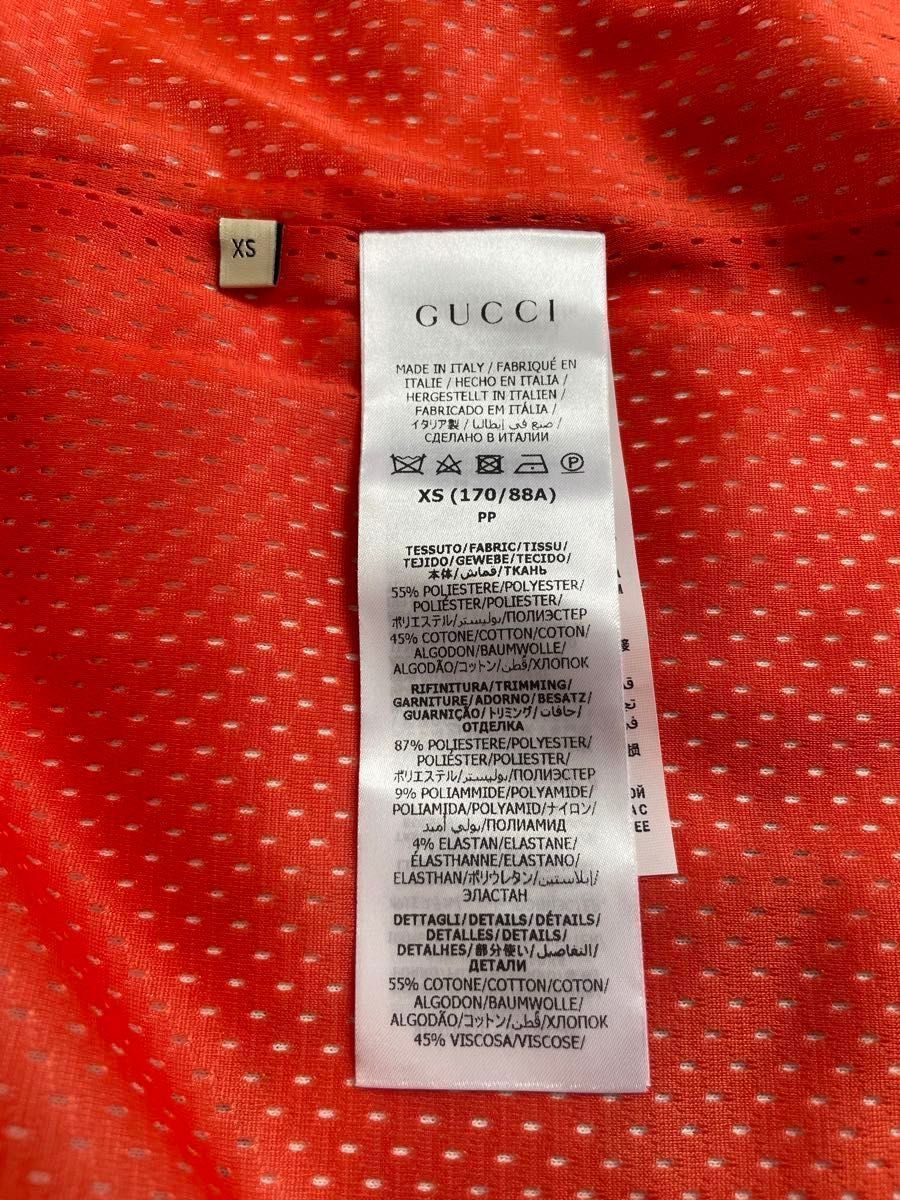 XS
GUCCI
MADE IN ITALY / FABRIQUÉ EN
ITALIE / HECHO EN ITALIA /
HERGESTELLT IN ITALIEN /
FABRICADO EM ITÁLIA /
イタリア製 / صنع في إيطاليا /
СДЕЛАНО В ИТАЛИИ
P
XS (170/88A)
PP
TESSUTO/FABRIC/TISSU/
TEJIDO/GEWEBE/TECIDO/
本体/قماش/ТКАНЬ
55% POLIESTERE/POLYESTER/
POLIÉSTER/POLIESTER/
ポリエステル/بوليستر/ПОЛИЭСТЕР
45% COTONE/COTTON/COTON/
ALGODON/BAUMWOLLE/
ALGODÃO/コットン/قُطن/ХЛОПОК
RIFINITURA/TRIMMING/
GARNITURE/ADORNO/BESATZ/
GUARNIÇÃO/トリミング/حافات/
ОТДЕЛКА
87% POLIESTERE/POLYESTER/
POLIÉSTER/POLIESTER/
ポリエステル/بوليستر/ПОЛИЭСТЕР
9% POLIAMMIDE/POLYAMIDE/
POLIAMIDA/POLYAMID/ナイロン/
بولي أميد/ПОЛИАМИД
4% ELASTAN/ELASTANE/
ÉLASTHANNE/ELASTANO/
ELASTHAN/ポリウレタン/إيلاستين/
ЭЛАСТАН
DETTAGLI/DETAILS/DÉTAILS/
DETALLES/DETAILS/
DETALHES/部分使い/التفاصيل/
ДЕТАЛИ
55% COTONE/COTTON/COTON/
ALGODON/BAUMWOLLE/
ALGODÃO/コットン/قُطن/ХЛОПОК
45% VISCOSA/VISCOSE/